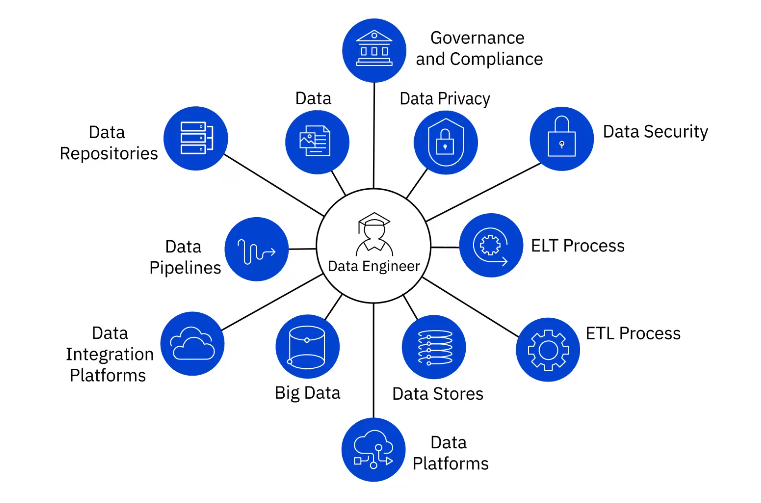 Governance
and Compliance
Data
Data Privacy
Data
Repositories
Data Security
Data
Pipelines
Data Engineer
ELT Process
Data
Integration
Platforms
Big Data
Data Stores
ETL Process
Data
Platforms